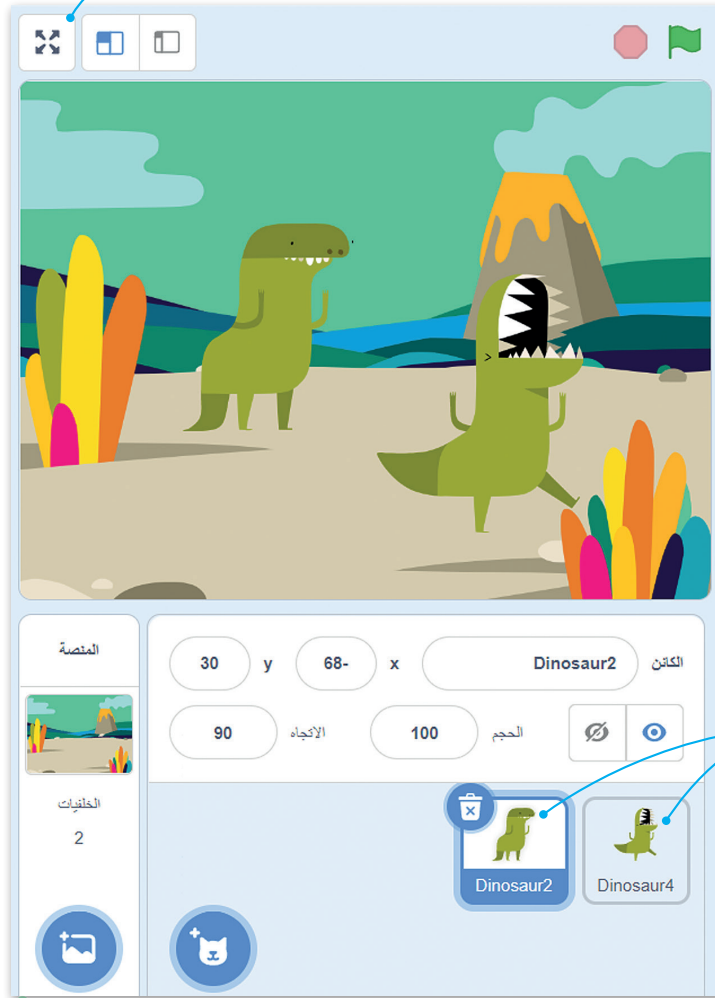 الكائن Dinosaur2 x 68- y 30
الحجم 100 الاتجاه 90
المنصة
الخلفيات
2
Dinosaur4
Dinosaur2